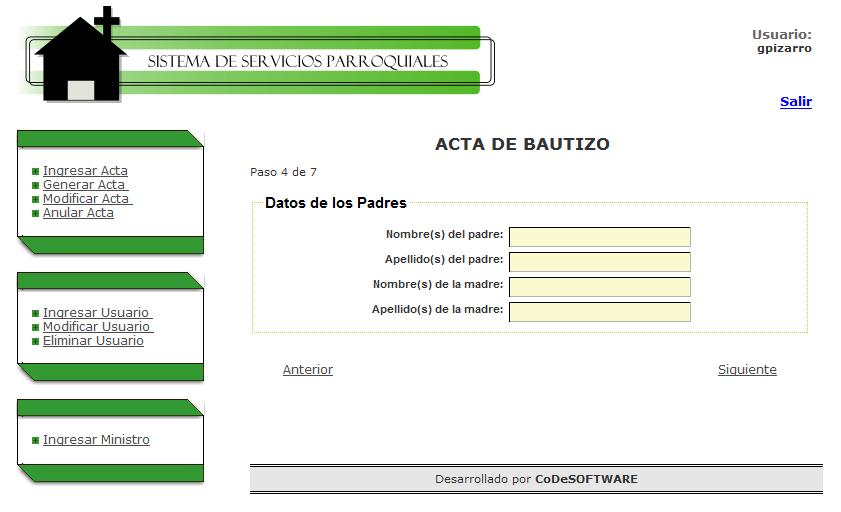 SISTEMA DE SERVICIOS PARROQUIALES
Usuario:
gpizarro
Salir
Ingresar Acta
Generar Acta
Modificar Acta
Anular Acta
Ingresar Usuario
Modificar Usuario
Eliminar Usuario
Ingresar Ministro
ACTA DE BAUTIZO
Paso 4 de 7
Datos de los Padres
Nombre(s) del padre:
Apellido(s) del padre:
Nombre(s) de la madre:
Apellido(s) de la madre:
Anterior
Siguiente
Desarrollado por CoDeSOFTWARE